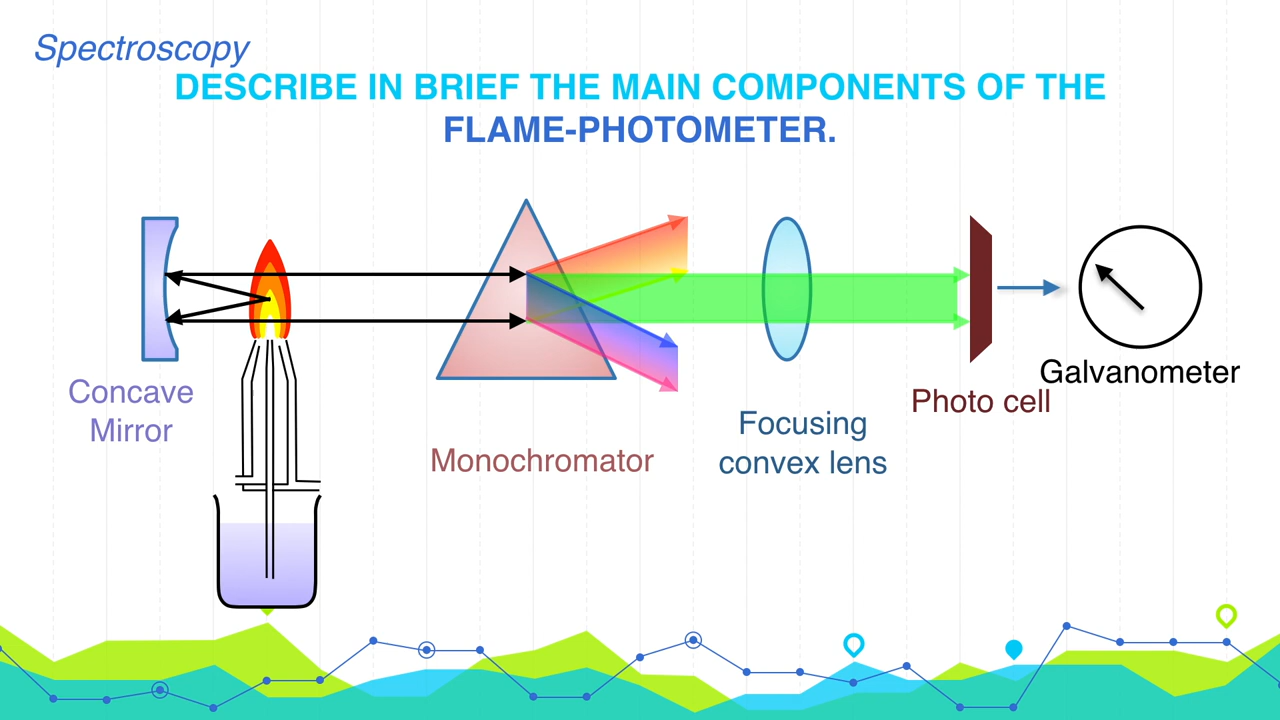 Spectroscopy
DESCRIBE IN BRIEF THE MAIN COMPONENTS OF THE
FLAME-PHOTOMETER.
Concave
Mirror
Monochromator
Focusing
convex lens
Photo cell
Galvanometer